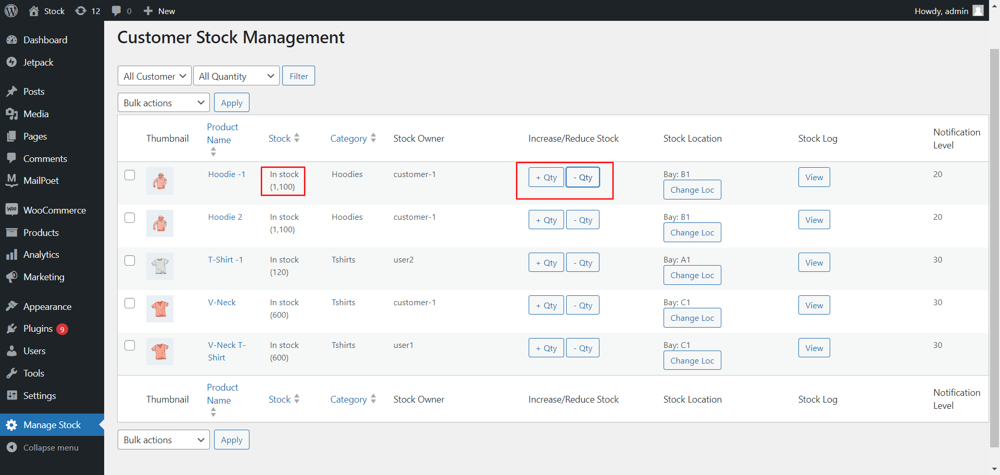 Stock 12 0 New
Howdy, admin
Dashboard
Jetpack
Posts
Media
Pages
Comments
MailPoet
Woo WooCommerce
Products
Analytics
Marketing
Appearance
Plugins 9
Users
Tools
Settings
Manage Stock
Collapse menu
Customer Stock Management
All Customer All Quantity Filter
Bulk actions Apply
Thumbnail Product Name Stock Category Stock Owner Increase/Reduce Stock Stock Location Stock Log Notification Level
Hoodie -1 In stock (1,100) Hoodies customer-1 + Qty - Qty Bay: B1 Change Loc View 20
Hoodie 2 In stock (1,100) Hoodies customer-1 + Qty - Qty Bay: B1 Change Loc View 20
T-Shirt -1 In stock (120) Tshirts user2 + Qty - Qty Bay: A1 Change Loc View 30
V-Neck In stock (600) Tshirts customer-1 + Qty - Qty Bay: C1 Change Loc View 30
V-Neck T-Shirt In stock (600) Tshirts user1 + Qty - Qty Bay: C1 Change Loc View 30
Thumbnail Product Name Stock Category Stock Owner Increase/Reduce Stock Stock Location Stock Log Notification Level
Bulk actions Apply